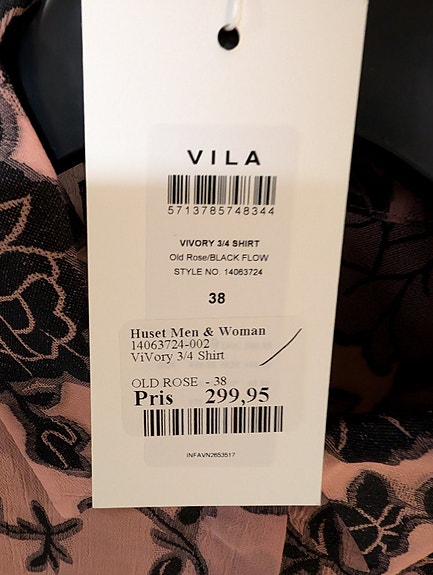 VILA
5713785748344
VIVORY 3/4 SHIRT
Old Rose/BLACK FLOW
STYLE NO. 14063724
38
Huset Men & Woman
14063724-002
ViVory 3/4 Shirt
OLD ROSE - 38
Pris 299,95
INFAVN2653517